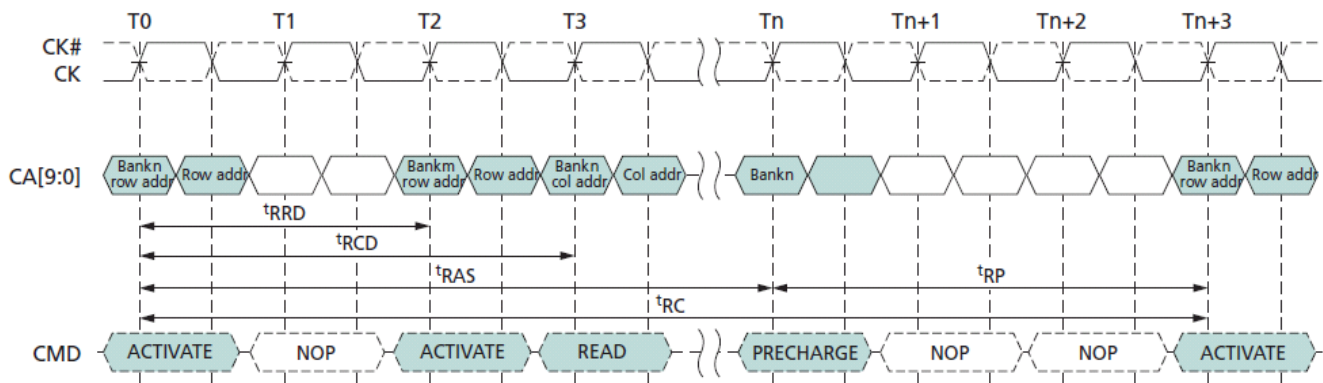 T0 T1 T2 T3 Tn Tn+1 Tn+2 Tn+3
CK#
CK
CA[9:0]
Bankn row addr
Row addr
Bankm row addr
Row addr
Bankn col addr
Col addr
Bankn
Bankn row addr
Row addr
tRRD
tRCD
tRAS tRP
tRC
CMD ACTIVATE NOP ACTIVATE READ PRECHARGE NOP NOP ACTIVATE